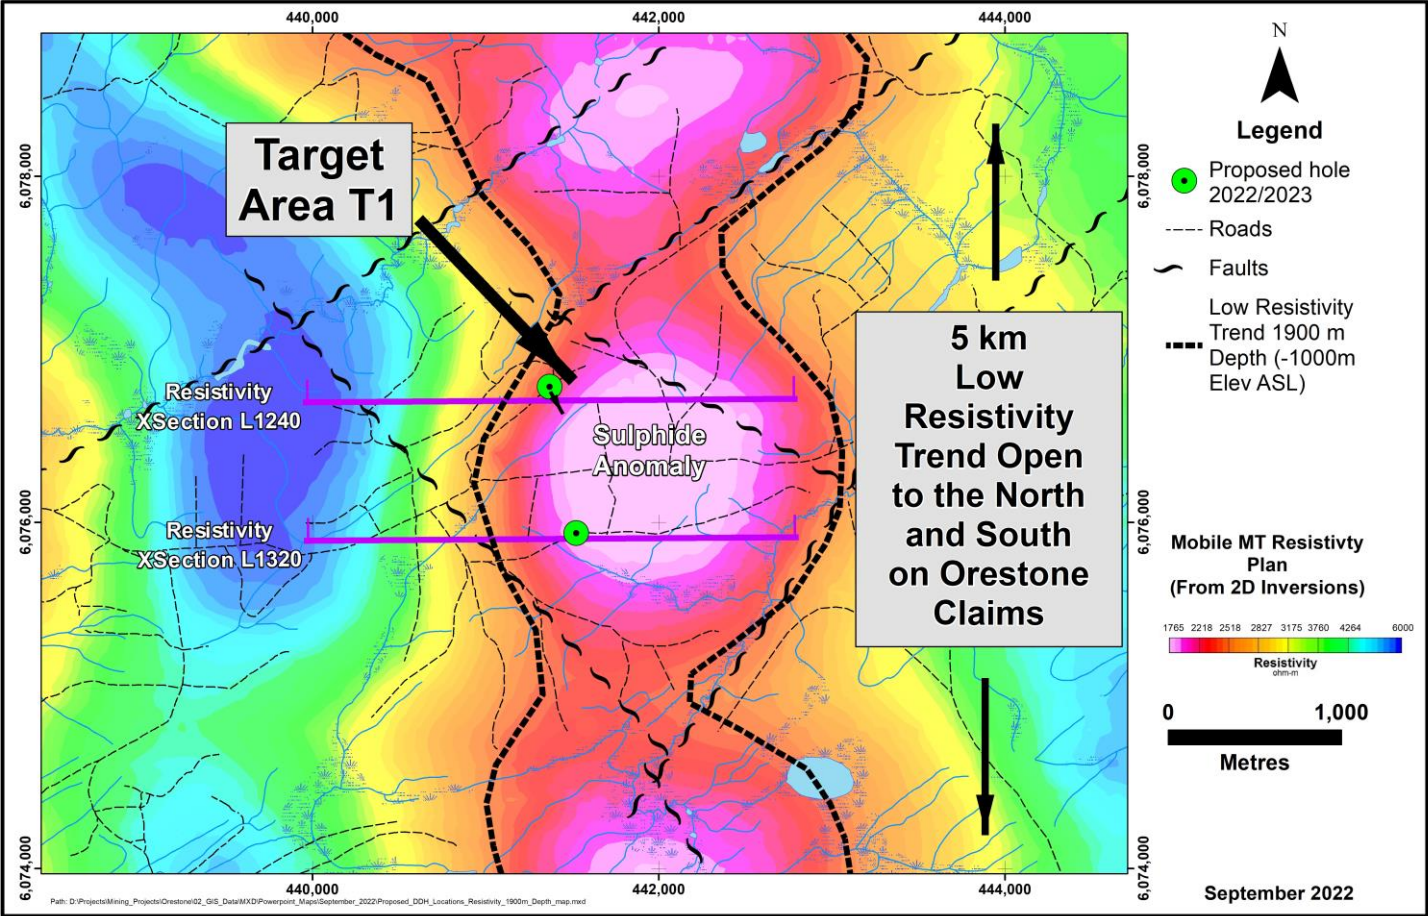 440,000
442,000
444,000
N
Legend
Proposed hole
2022/2023
Roads
Faults
Low Resistivity
Trend 1900 m
Depth (-1000m
Elev ASL)
6,078,000
6,078,000
Target
Area T1
5 km
Low
Resistivity
Trend Open
to the North
and South
on Orestone
Claims
Resistivity
XSection L1240
Sulphide
Anomaly
6,076,000
6,076,000
Resistivity
XSection L1320
Mobile MT Resistivty
Plan
(From 2D Inversions)
1765 2218 2518 2827 3175 3760 4264 6000
Resistivity
ohm-m
0 1,000
Metres
6,074,000
6,074,000
440,000
442,000
444,000
September 2022
Path: D:\Projects\Mining_Projects\Orestone\02_GIS_Data\MXD\Powerpoint_Maps\September_2022\Proposed_DDH_Locations_Resistivity_1900m_Depth_map.mxd